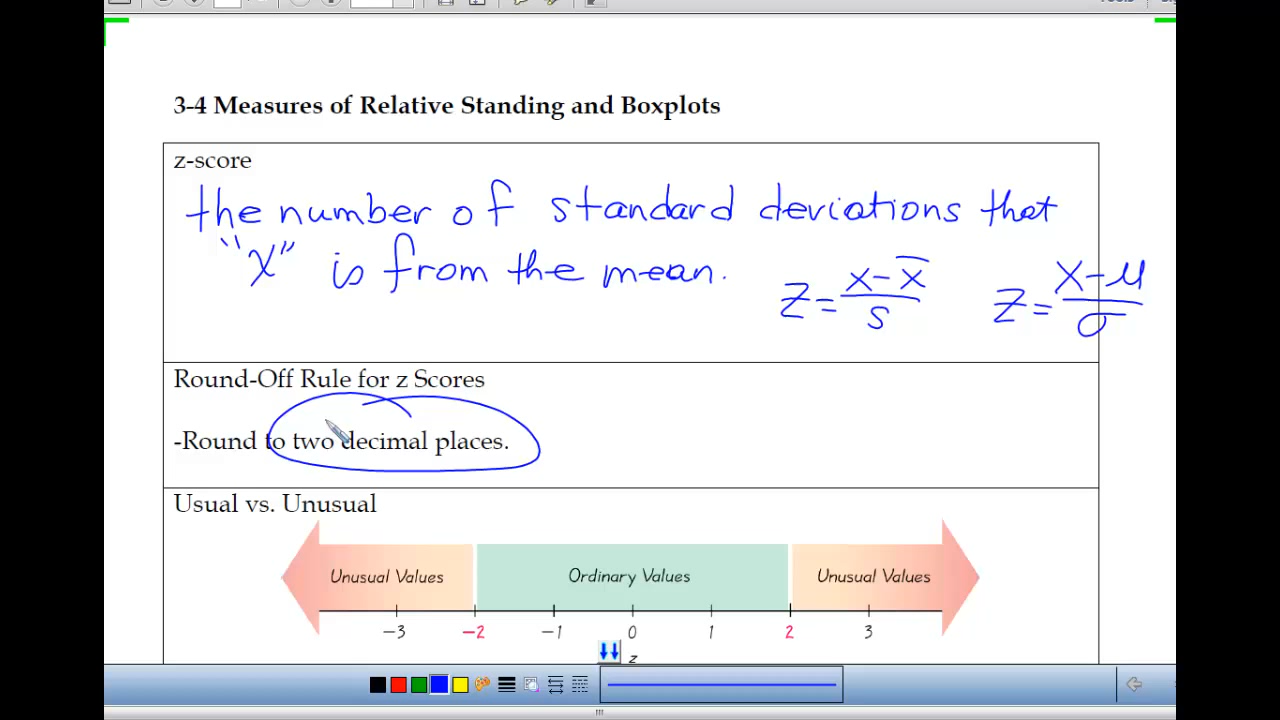 3-4 Measures of Relative Standing and Boxplots
z-score
the number of standard deviations that
"X" is from the mean.
z = x - x̄ / s
z = x - μ / σ
Round-Off Rule for z Scores
-Round to two decimal places.
Usual vs. Unusual
Unusual Values Ordinary Values Unusual Values
−3 −2 −1 0 1 2 3
z